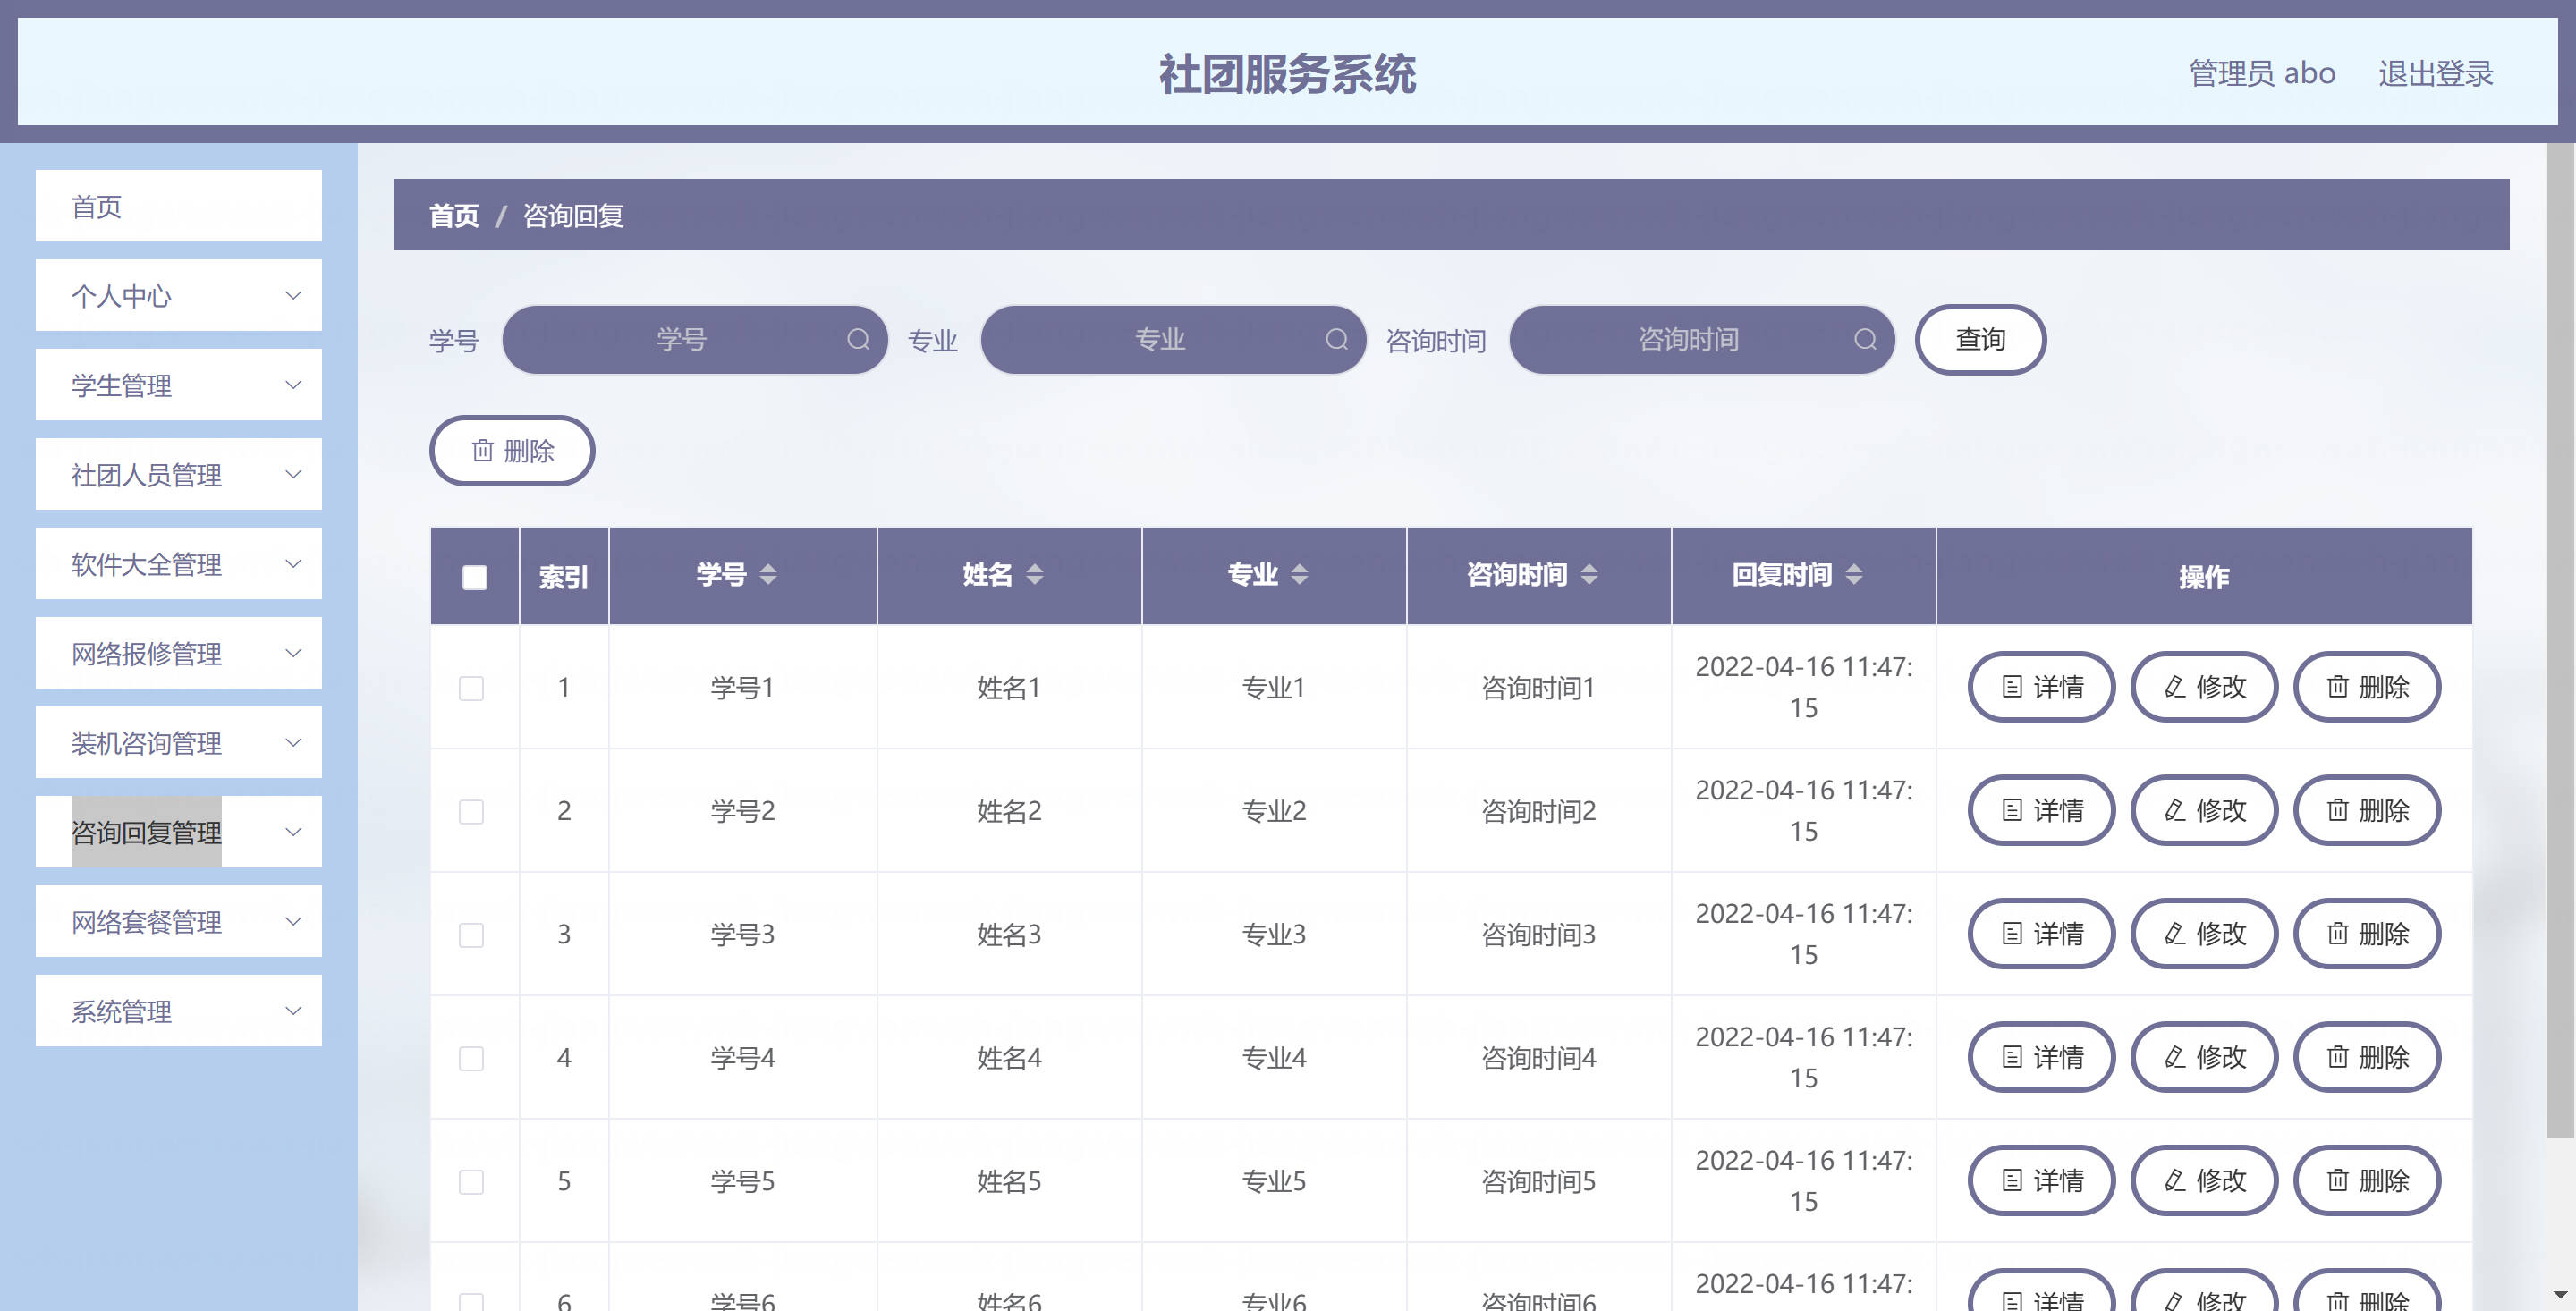 社团服务系统
管理员 abo 退出登录
首页
个人中心
学生管理
社团人员管理
软件大全管理
网络报修管理
装机咨询管理
咨询回复管理
网络套餐管理
系统管理
首页 / 咨询回复
学号 学号 专业 专业 咨询时间 咨询时间 查询
删除
索引 学号 姓名 专业 咨询时间 回复时间 操作
1 学号1 姓名1 专业1 咨询时间1 2022-04-16 11:47:15 详情 修改 删除
2 学号2 姓名2 专业2 咨询时间2 2022-04-16 11:47:15 详情 修改 删除
3 学号3 姓名3 专业3 咨询时间3 2022-04-16 11:47:15 详情 修改 删除
4 学号4 姓名4 专业4 咨询时间4 2022-04-16 11:47:15 详情 修改 删除
5 学号5 姓名5 专业5 咨询时间5 2022-04-16 11:47:15 详情 修改 删除
6 学号6 姓名6 专业6 咨询时间6 2022-04-16 11:47: 详情 修改 删除